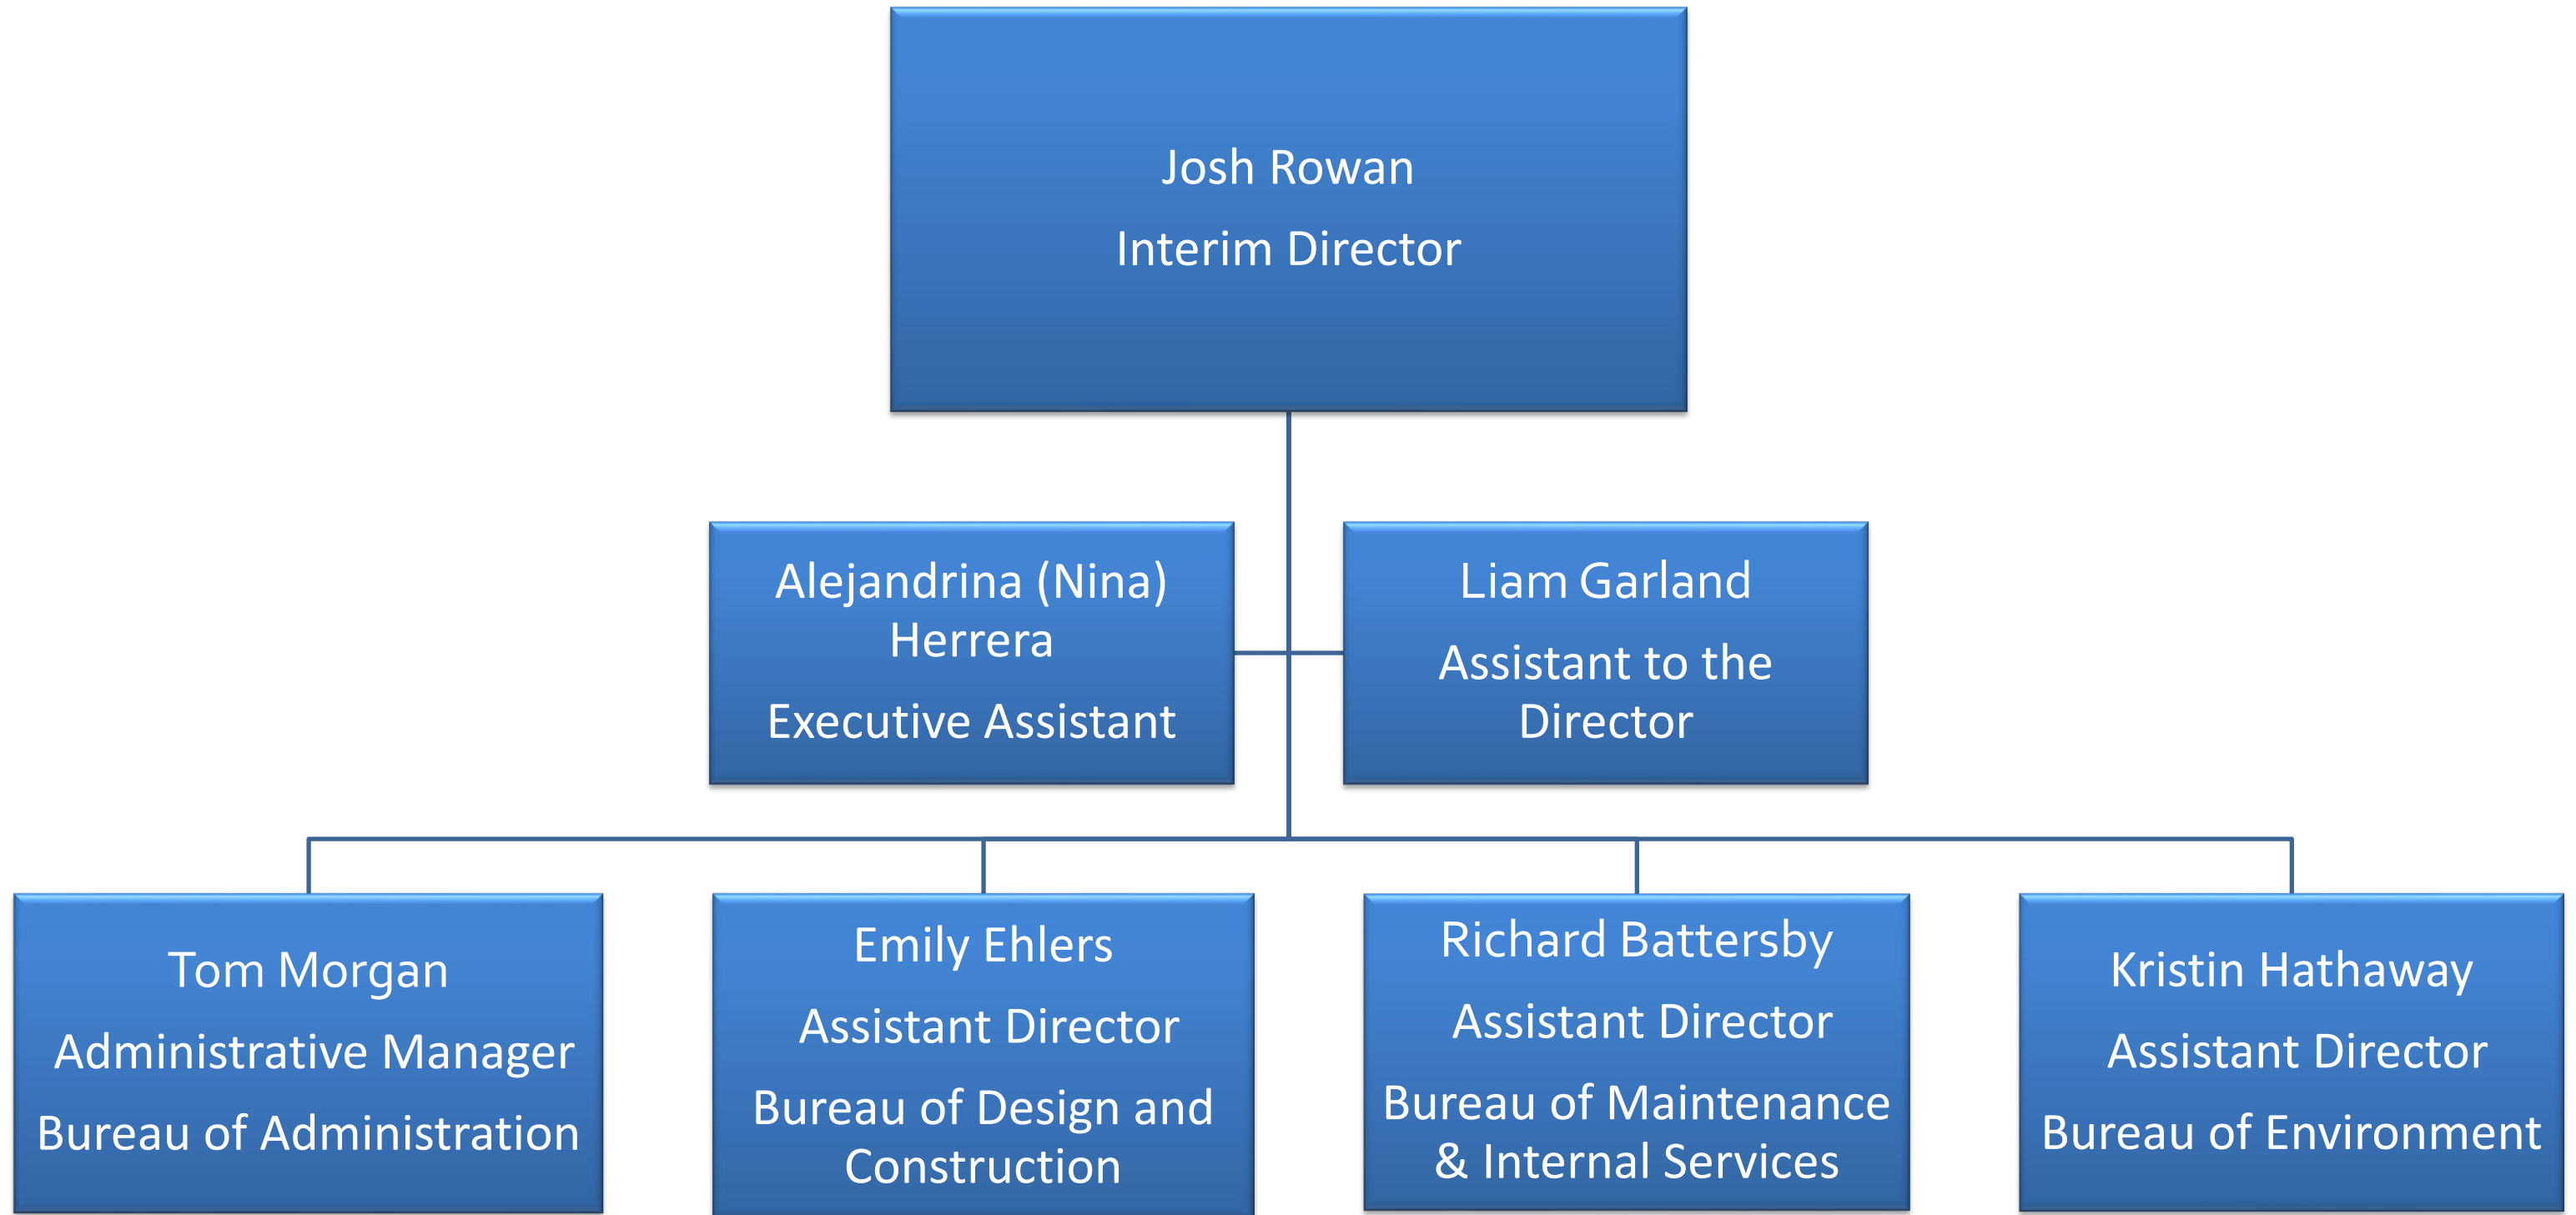 Josh Rowan
Interim Director
Alejandrina (Nina)
Herrera
Executive Assistant
Liam Garland
Assistant to the
Director
Tom Morgan
Administrative Manager
Bureau of Administration
Emily Ehlers
Assistant Director
Bureau of Design and
Construction
Richard Battersby
Assistant Director
Bureau of Maintenance
& Internal Services
Kristin Hathaway
Assistant Director
Bureau of Environment